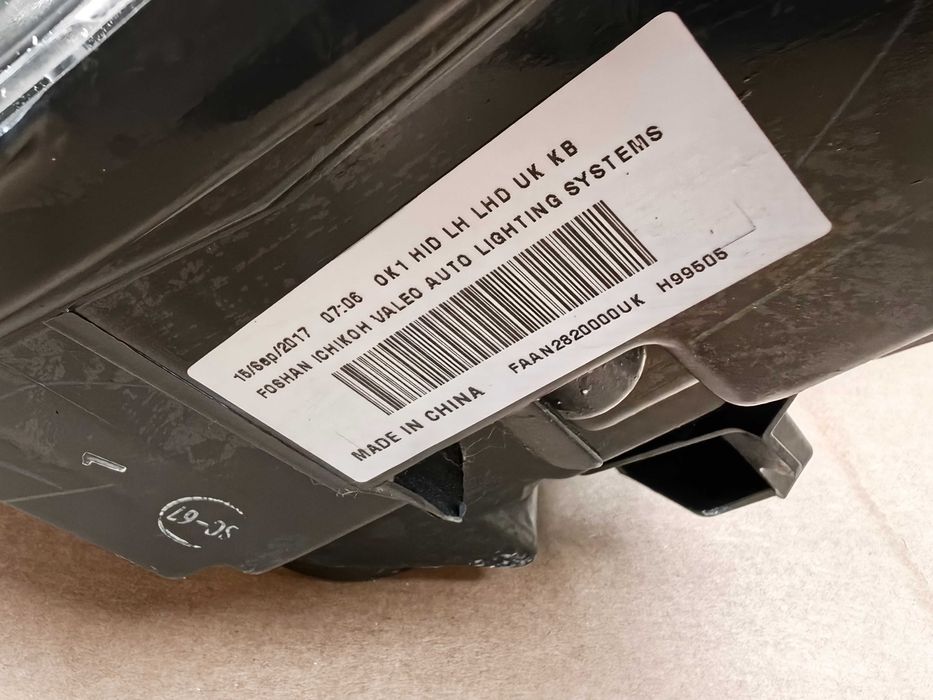 15/Sep/2017 07:06 0K1 HID LH LHD UK KB
FOSHAN ICHIKOH VALEO AUTO LIGHTING SYSTEMS
MADE IN CHINA FAAN2820000UK H99505
L
SC-67